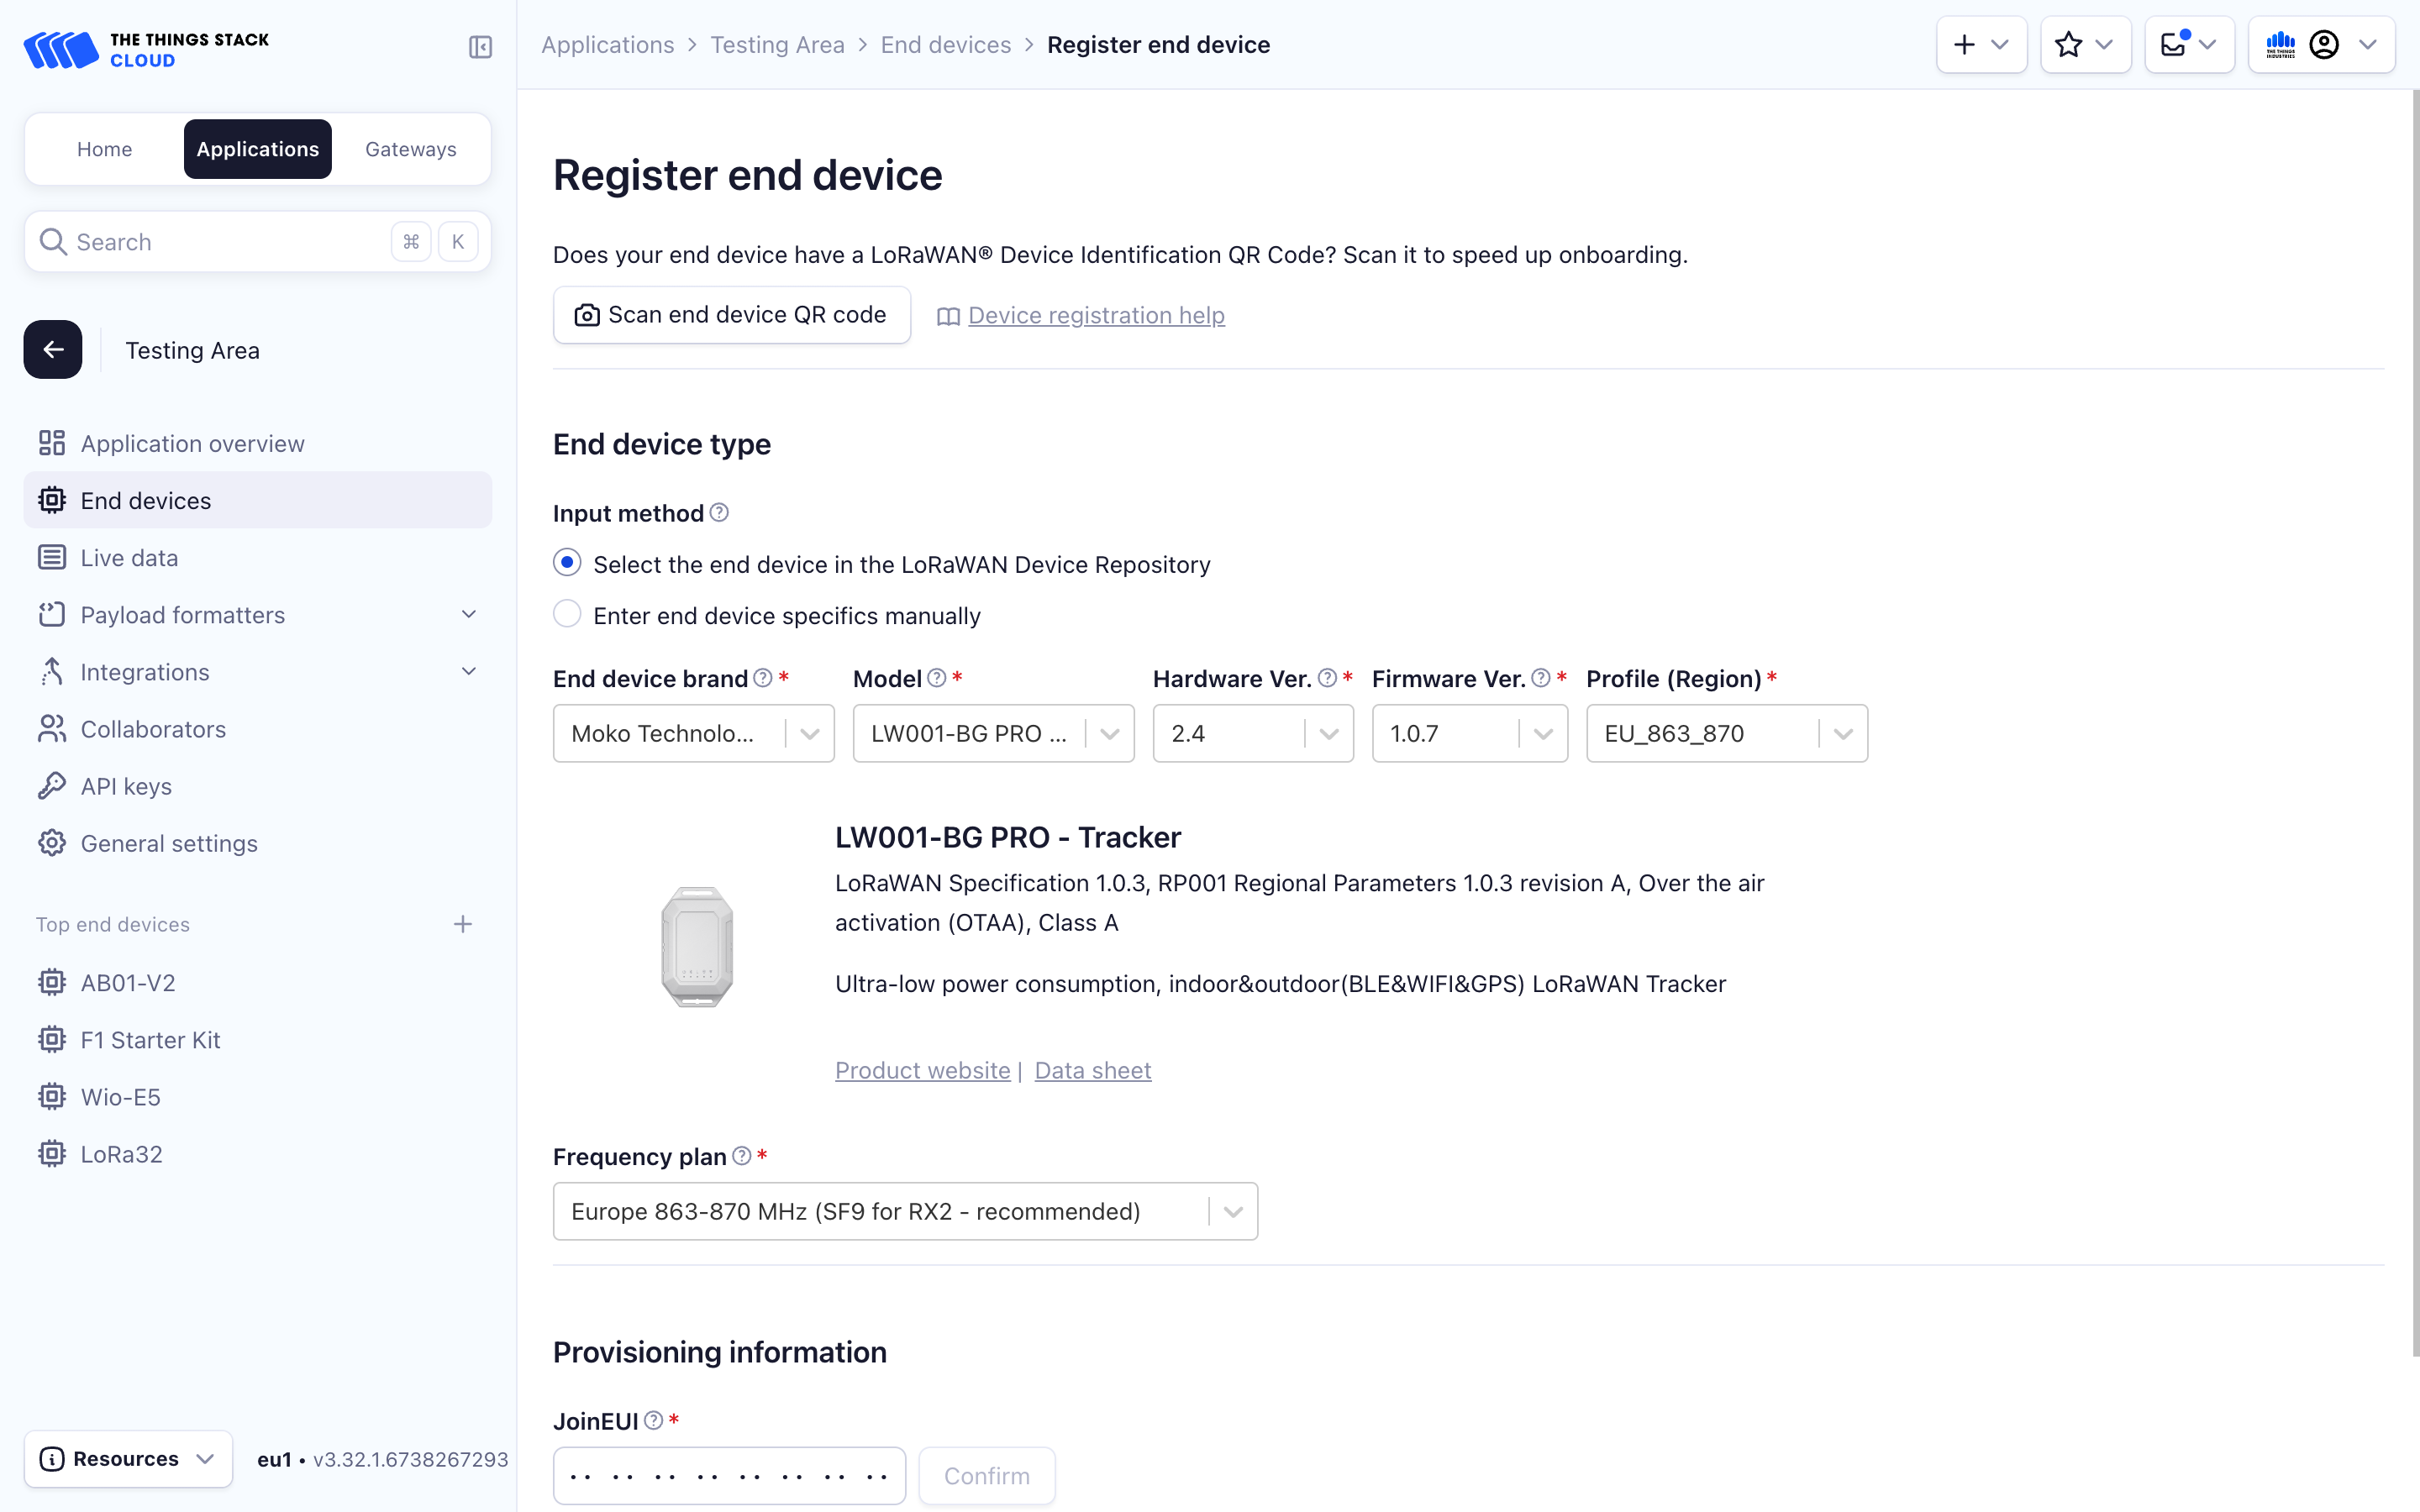 THE THINGS STACK
CLOUD
Applications > Testing Area > End devices > Register end device
THE THINGS
INDUSTRIES
Home
Applications
Gateways
Search
⌘ K
Testing Area
Application overview
End devices
Live data
Payload formatters
Integrations
Collaborators
API keys
General settings
Top end devices
AB01-V2
F1 Starter Kit
Wio-E5
LoRa32
Resources
eu1 • v3.32.1.6738267293
Register end device
Does your end device have a LoRaWAN® Device Identification QR Code? Scan it to speed up onboarding.
Scan end device QR code
Device registration help
End device type
Input method
Select the end device in the LoRaWAN Device Repository
Enter end device specifics manually
End device brand * Model * Hardware Ver. * Firmware Ver. * Profile (Region) *
Moko Technolo... LW001-BG PRO ... 2.4 1.0.7 EU_863_870
LW001-BG PRO - Tracker
LoRaWAN Specification 1.0.3, RP001 Regional Parameters 1.0.3 revision A, Over the air
activation (OTAA), Class A
Ultra-low power consumption, indoor&outdoor(BLE&WIFI&GPS) LoRaWAN Tracker
Product website | Data sheet
Frequency plan *
Europe 863-870 MHz (SF9 for RX2 - recommended)
Provisioning information
JoinEUI *
·· ·· ·· ·· ·· ·· ·· ··
Confirm